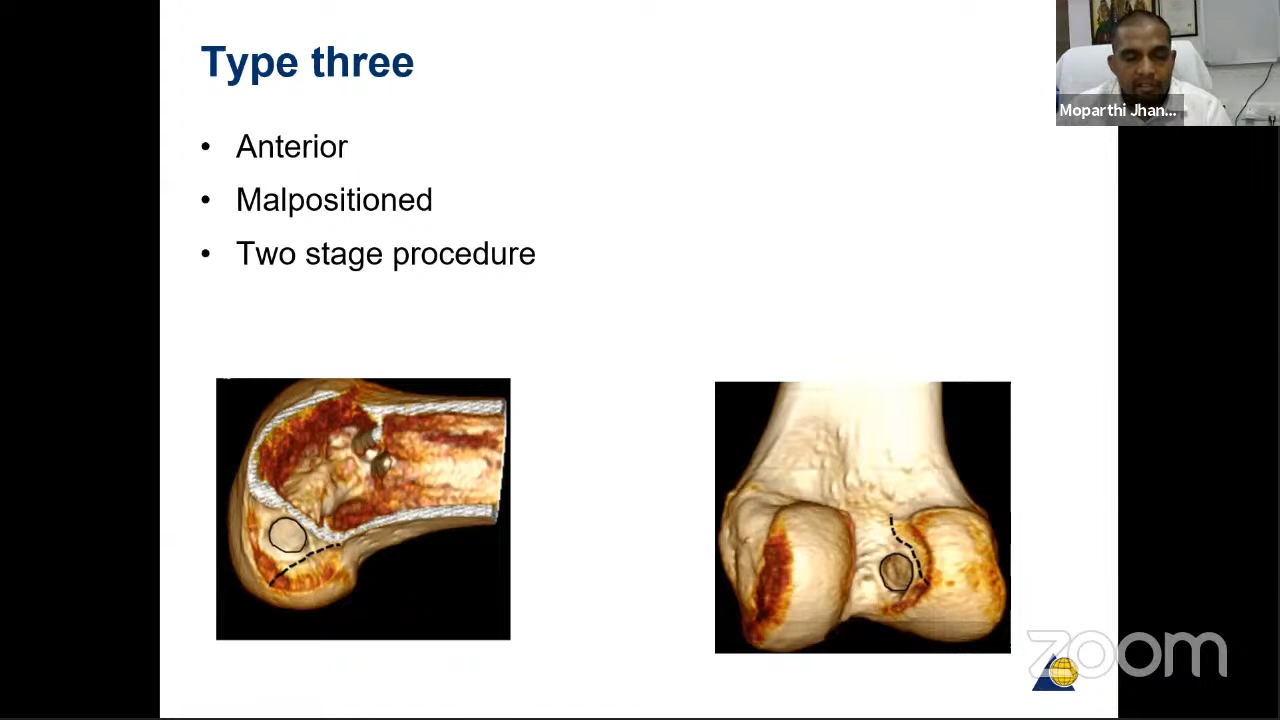 Type three
• Anterior
• Malpositioned
• Two stage procedure
Moparthi Jhan...
zoom